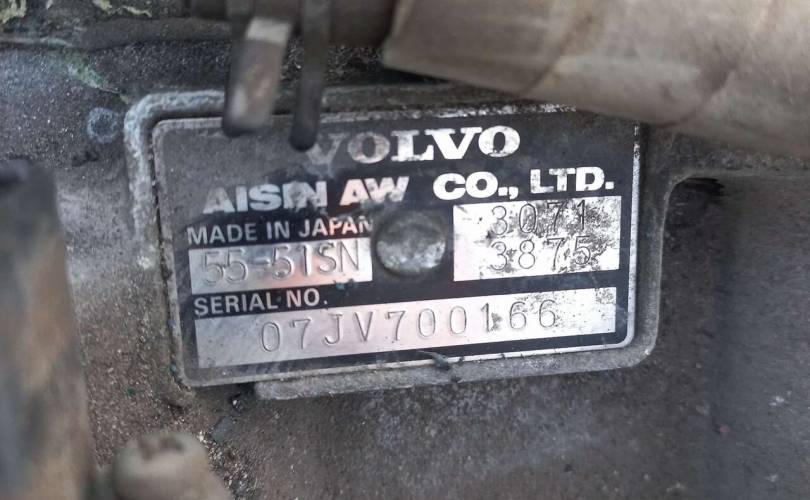 VOLVO
AISIN AW CO., LTD.
MADE IN JAPAN
3071
55-51SN
3875
SERIAL NO.
07JV700166